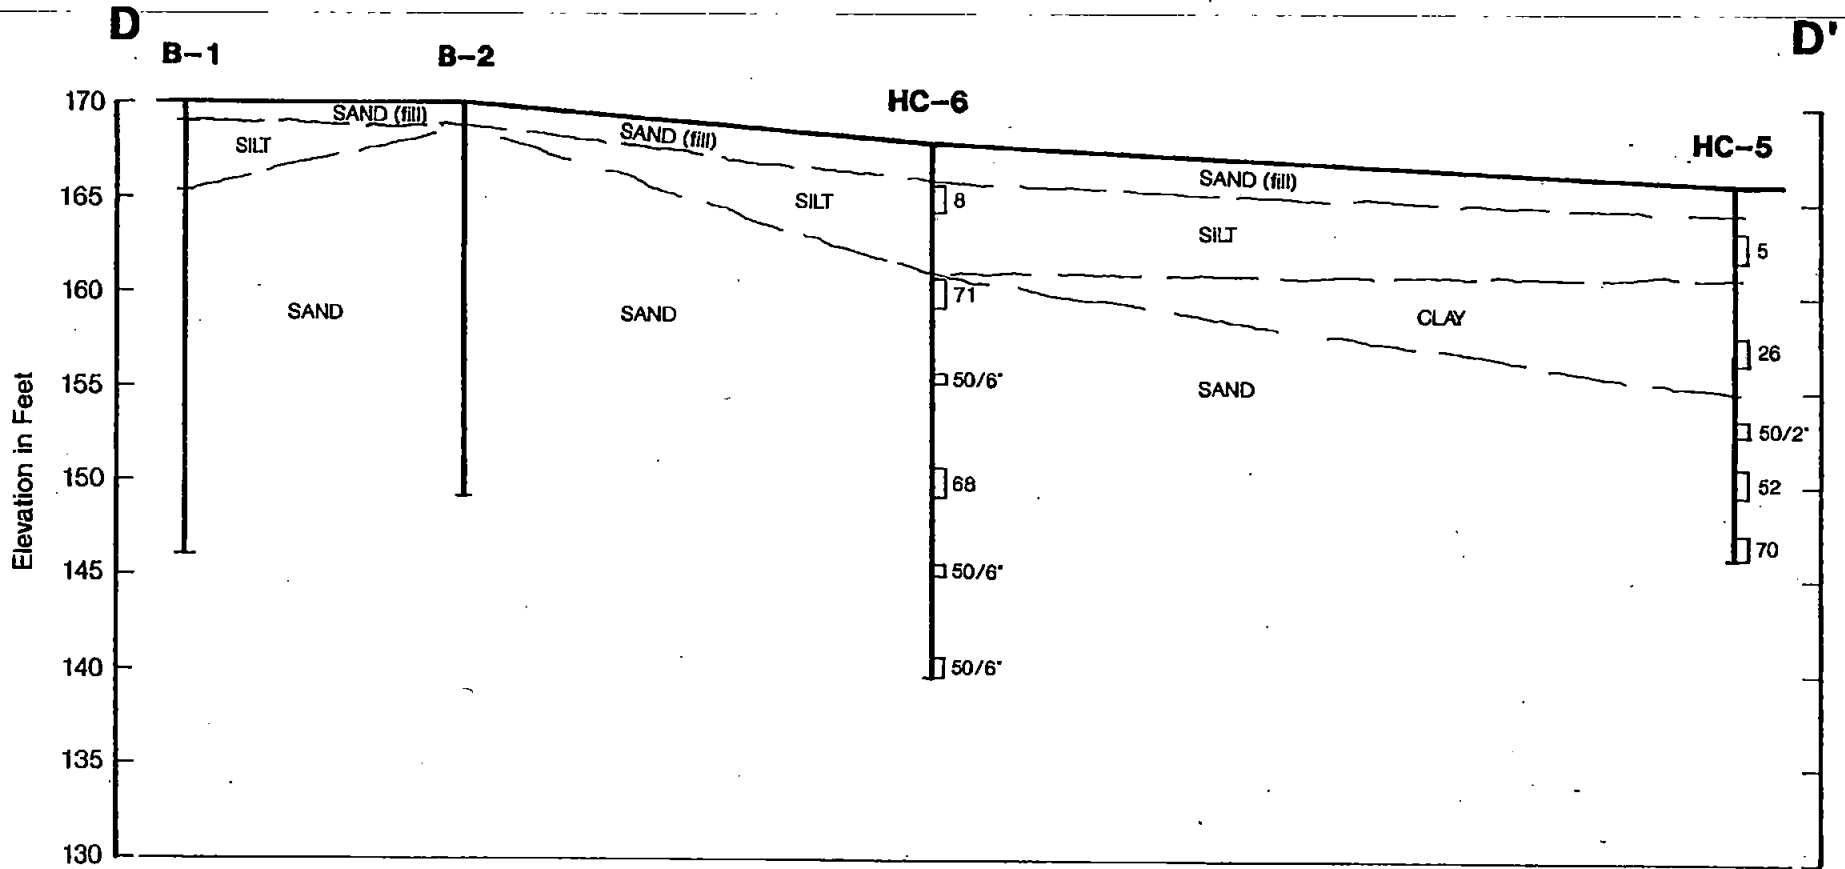 D
D'
B-1
B-2
HC-6
HC-5
170
165
160
155
150
145
140
135
130
Elevation in Feet
SAND (fill)
SILT
SAND
SAND (fill)
SILT
SAND
SAND (fill)
SILT
CLAY
SAND
8
71
50/6"
68
50/6"
50/6"
5
26
50/2"
52
70